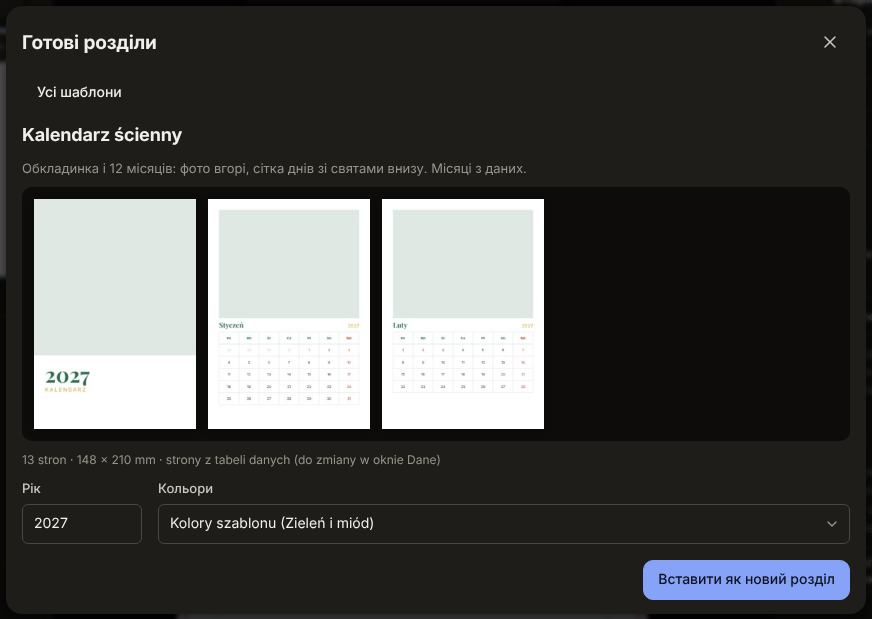 Готові розділи
Усі шаблони
Kalendarz ścienny
Обкладинка і 12 місяців: фото вгорі, сітка днів зі святами внизу. Місяці з даних.
2027
KALENDARZ
Styczeń 2027
Luty 2027
13 stron · 148 × 210 mm · strony z tabeli danych (do zmiany w oknie Dane)
Рік
Кольори
2027
Kolory szablonu (Zieleń i miód)
Вставити як новий розділ